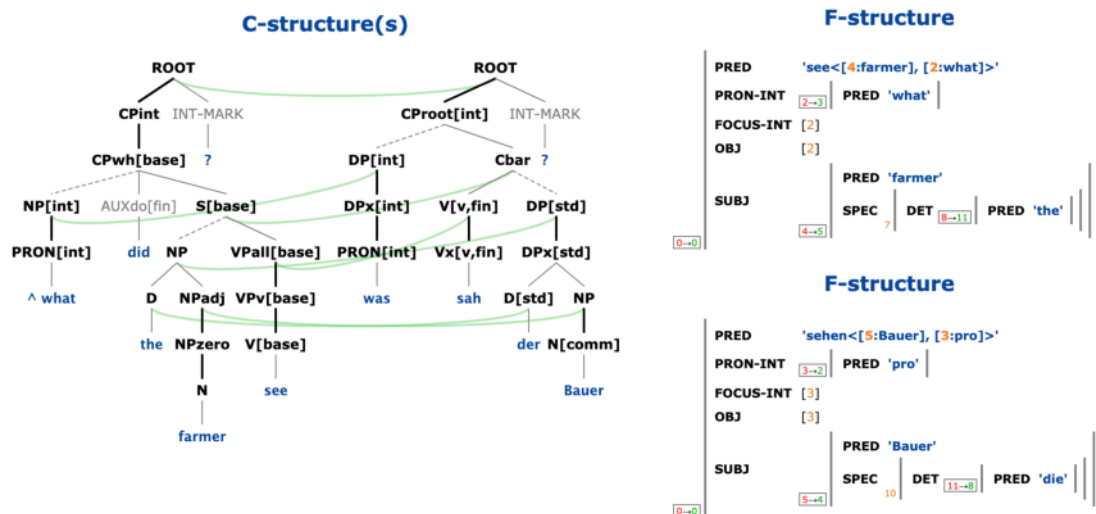 C-structure(s)
ROOT ROOT
CPint INT-MARK CProot[int] INT-MARK
CPwh[base] ? DP[int] Cbar ?
NP[int] AUXdo[fin] S[base] DPx[int] V[v,fin] DP[std]
PRON[int] did NP VPall[base] PRON[int] Vx[v,fin] DPx[std]
^ what D NPadj VPv[base] was sah D[std] NP
the NPzero V[base] der N[comm]
N see Bauer
farmer
F-structure
PRED 'see<[4:farmer], [2:what]>'
PRON-INT 2→3 PRED 'what'
FOCUS-INT [2]
OBJ [2]
PRED 'farmer'
SUBJ SPEC 7 DET 8→11 PRED 'the'
4→5
0→0
F-structure
PRED 'sehen<[5:Bauer], [3:pro]>'
PRON-INT 3→2 PRED 'pro'
FOCUS-INT [3]
OBJ [3]
PRED 'Bauer'
SUBJ SPEC 10 DET 11→8 PRED 'die'
5→4
0→0